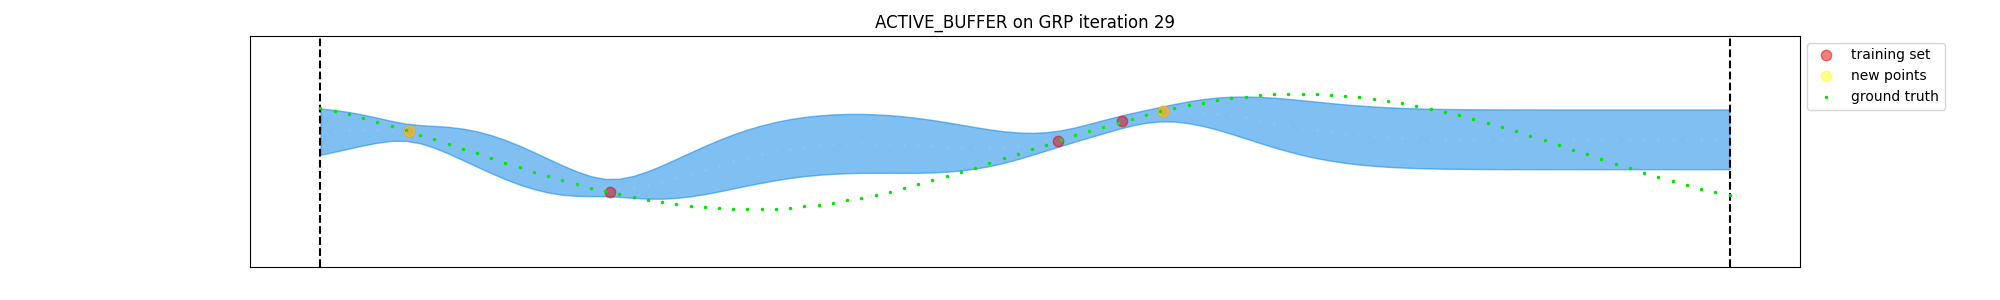 ACTIVE_BUFFER on GRP iteration 29
training set
new points
ground truth